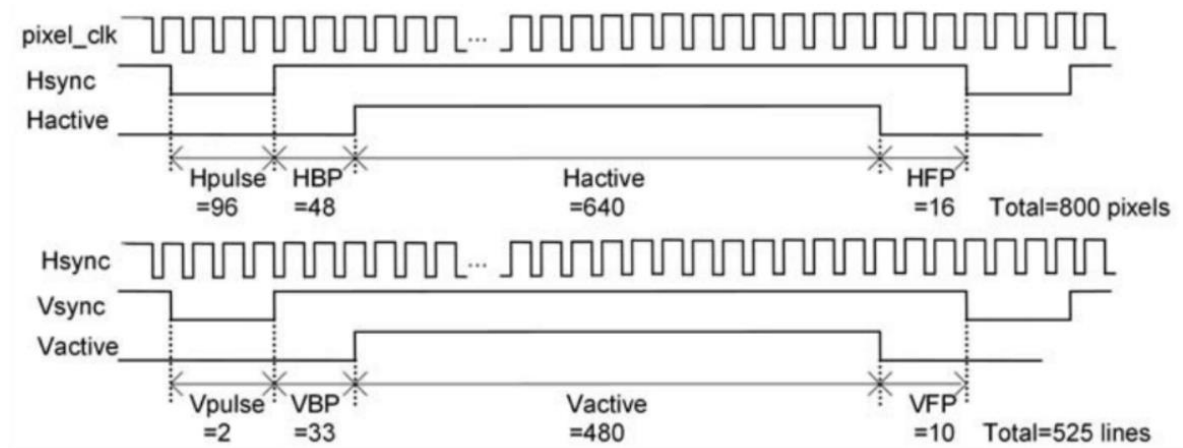 pixel_clk
...
Hsync
Hactive
Hpulse HBP Hactive HFP
=96 =48 =640 =16 Total=800 pixels
Hsync
...
Vsync
Vactive
Vpulse VBP Vactive VFP
=2 =33 =480 =10 Total=525 lines